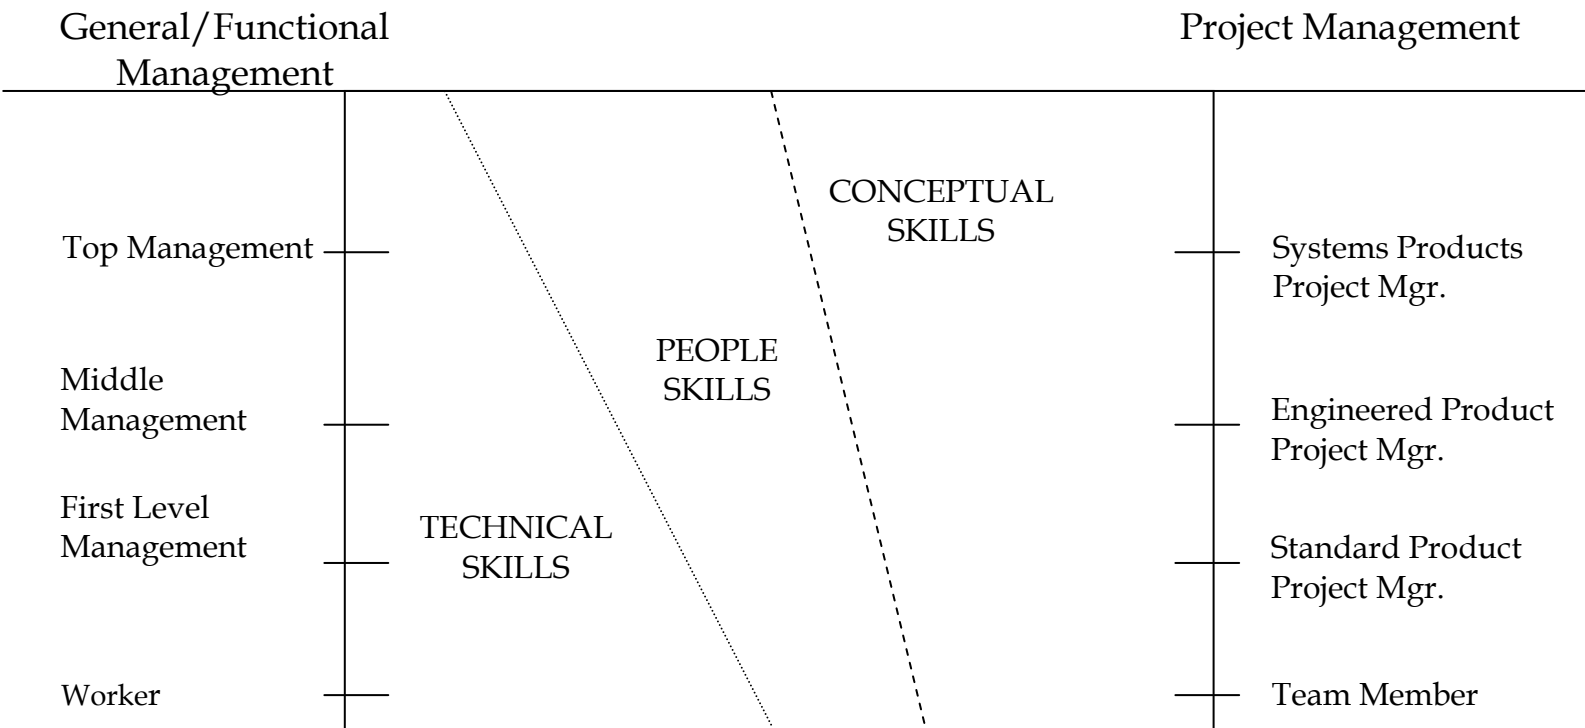 General/Functional
Management
Project Management
CONCEPTUAL
SKILLS
Top Management
Systems Products
Project Mgr.
PEOPLE
SKILLS
Middle
Management
Engineered Product
Project Mgr.
First Level
Management
TECHNICAL
SKILLS
Standard Product
Project Mgr.
Worker
Team Member